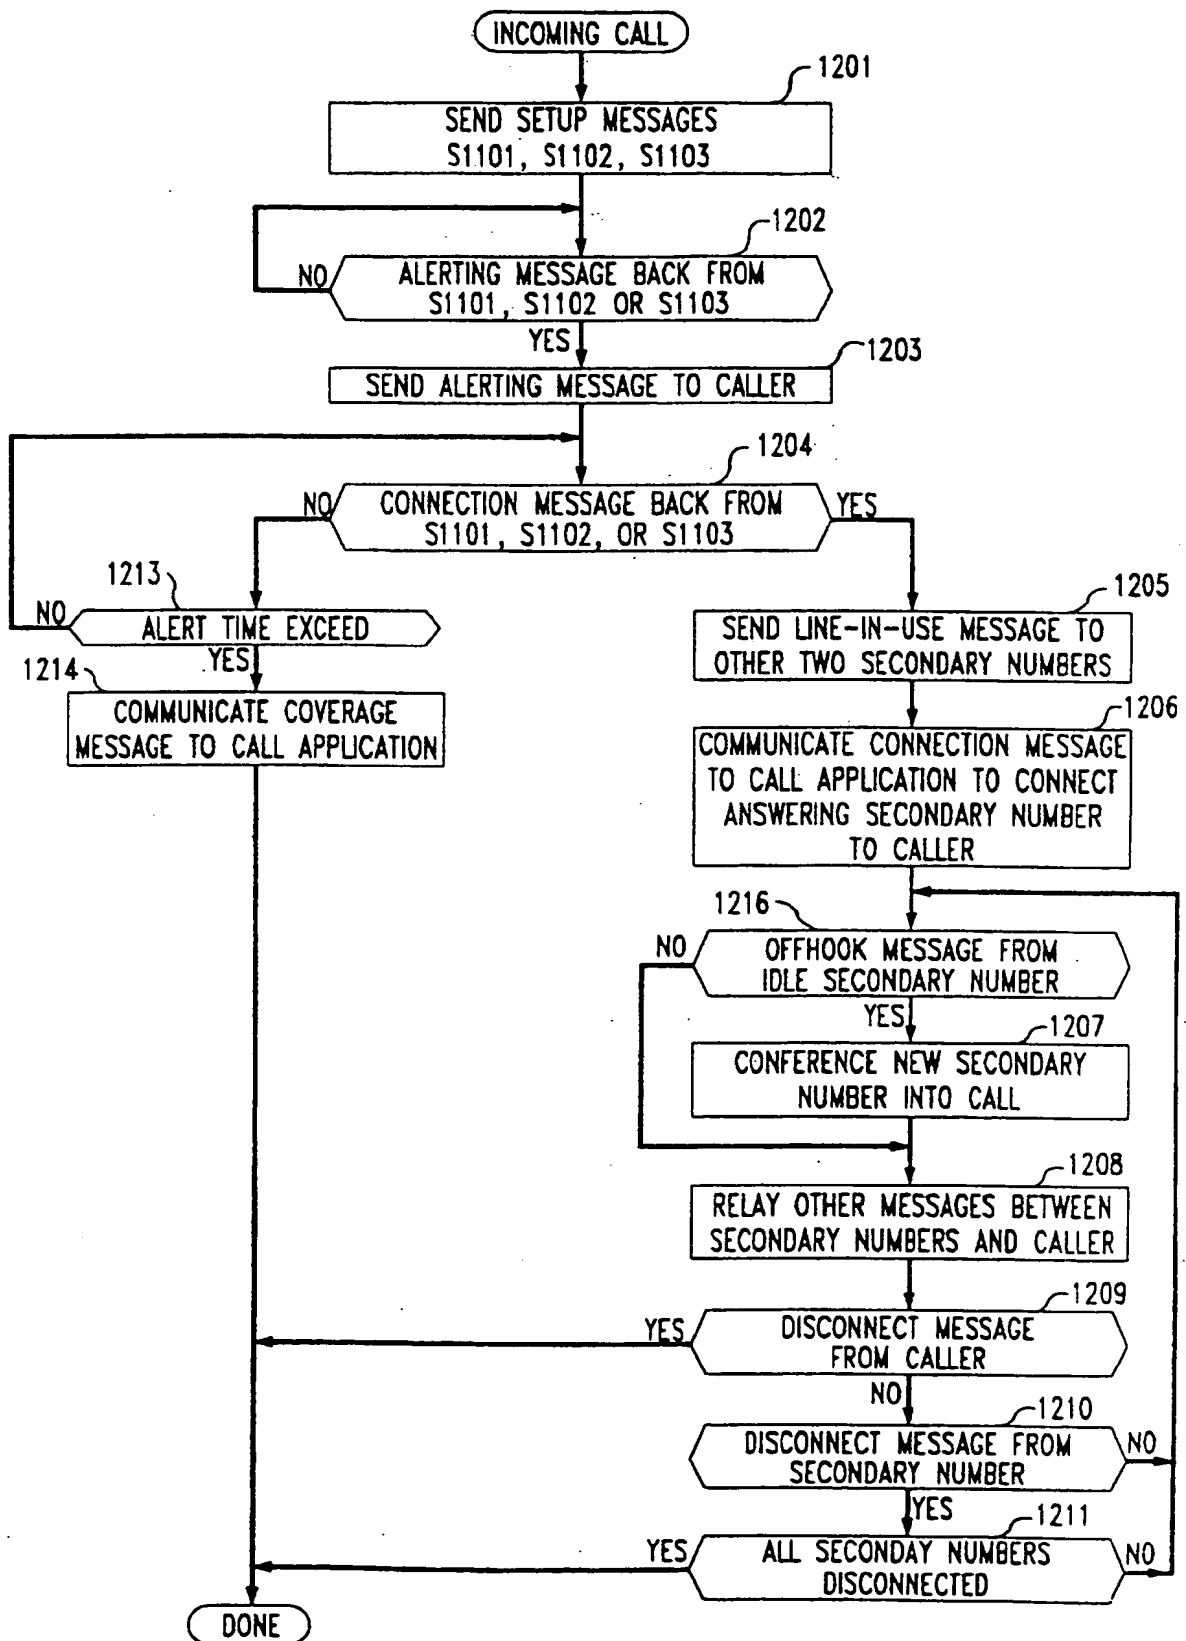 INCOMING CALL
1201
SEND SETUP MESSAGES
S1101, S1102, S1103
1202
NO
ALERTING MESSAGE BACK FROM
S1101, S1102 OR S1103
YES
1203
SEND ALERTING MESSAGE TO CALLER
1204
NO
CONNECTION MESSAGE BACK FROM
S1101, S1102, OR S1103
YES
1213
NO
ALERT TIME EXCEED
YES
1214
COMMUNICATE COVERAGE
MESSAGE TO CALL APPLICATION
1205
SEND LINE-IN-USE MESSAGE TO
OTHER TWO SECONDARY NUMBERS
1206
COMMUNICATE CONNECTION MESSAGE
TO CALL APPLICATION TO CONNECT
ANSWERING SECONDARY NUMBER
TO CALLER
1216
NO
OFFHOOK MESSAGE FROM
IDLE SECONDARY NUMBER
YES
1207
CONFERENCE NEW SECONDARY
NUMBER INTO CALL
1208
RELAY OTHER MESSAGES BETWEEN
SECONDARY NUMBERS AND CALLER
1209
YES
DISCONNECT MESSAGE
FROM CALLER
NO
1210
DISCONNECT MESSAGE FROM
SECONDARY NUMBER
NO
YES
1211
YES
ALL SECONDAY NUMBERS
DISCONNECTED
NO
DONE